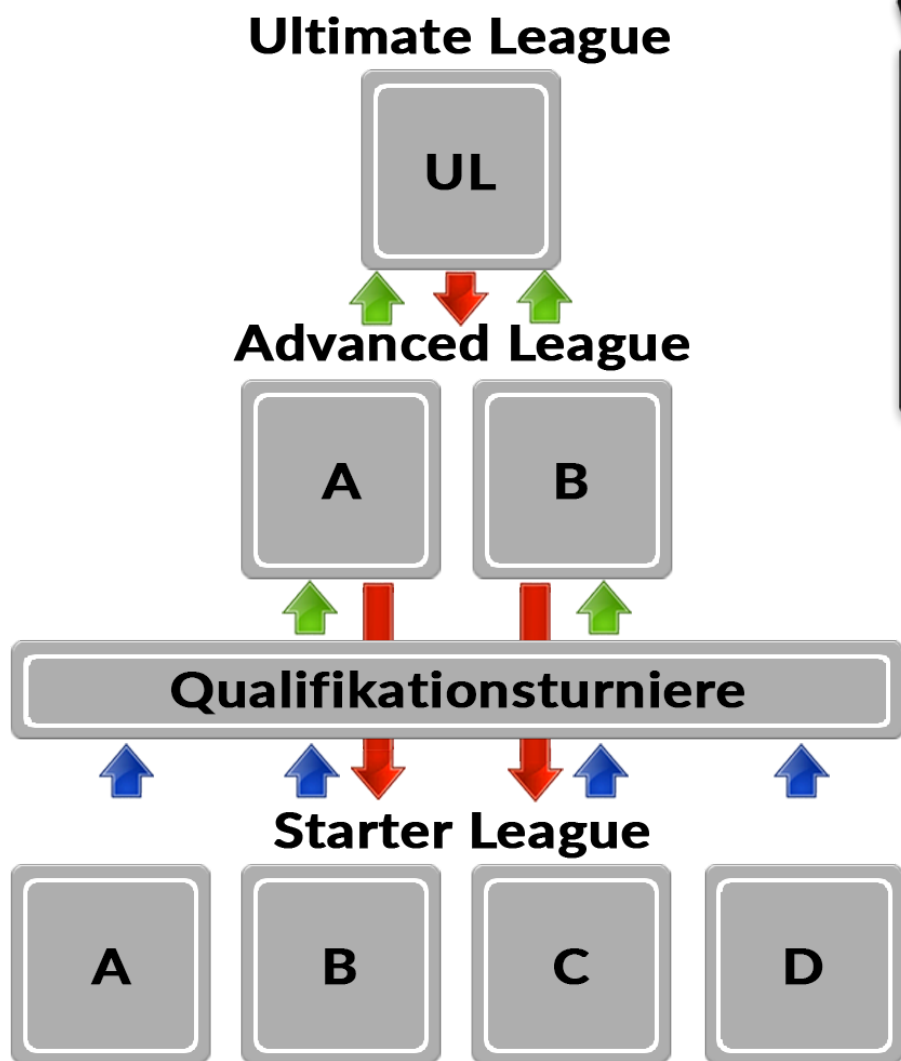 Ultimate League
UL
Advanced League
A
B
Qualifikationsturniere
Starter League
A
B
C
D